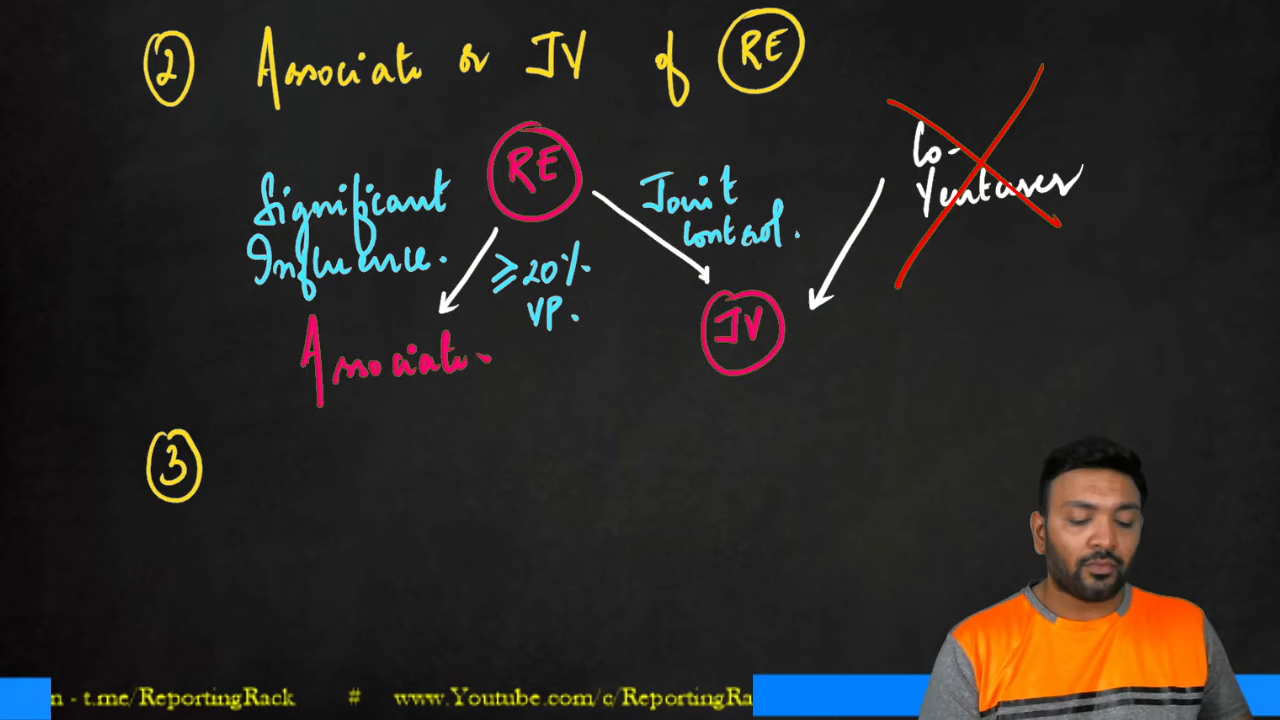 2 Associate or JV of RE
RE
Significant
Influence.
≥20%
VP.
Associate.
Joint
control.
JV
Co-
Venturer
3
m - t.me/ReportingRack # www.Youtube.com/c/ReportingRa